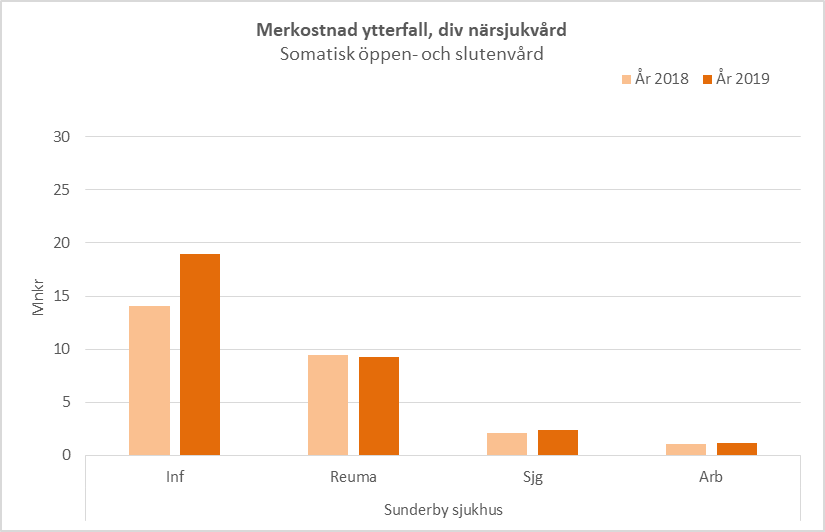 Merkostnad ytterfall, div närsjukvård
Somatisk öppen- och slutenvård
År 2018 År 2019
30
25
20
15
10
5
0
Mnkr
Inf Reuma Sjg Arb
Sunderby sjukhus